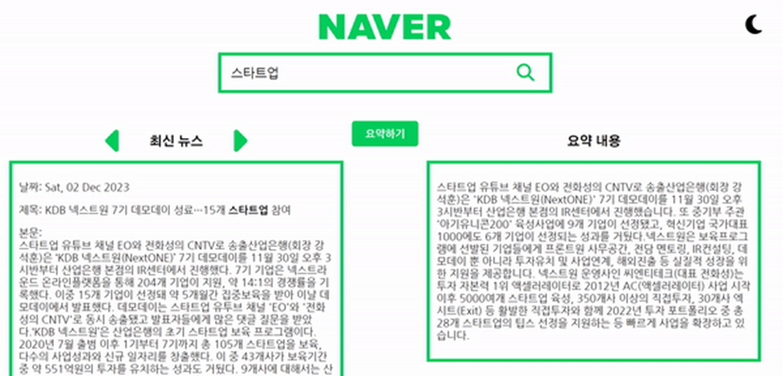 NAVER
스타트업
최신 뉴스
요약하기
요약 내용
날짜: Sat, 02 Dec 2023
제목: KDB 넥스트원 7기 데모데이 성료…15개 스타트업 참여
본문:
스타트업 유튜브 채널 EO와 전화성의 CNTV로 송출산업은행(회장 강
석훈)은 'KDB 넥스트원(NextONE)' 7기 데모데이를 11월 30일 오후 3
시반부터 산업은행 본점의 IR센터에서 진행했다. 7기 기업은 넥스트라
운드 온라인플랫폼을 통해 204개 기업이 지원, 약 14:1의 경쟁률을 기
록했다. 이중 15개 기업이 선정돼 약 5개월간 집중보육을 받아 이날 데
모데이에서 발표했다. 데모데이는 스타트업 유튜브 채널 'EO'와 '전화
성의 CNTV'로 동시 송출됐고 발표자들에게 많은 댓글 질문을 받았
다.'KDB 넥스트원'은 산업은행의 초기 스타트업 보육 프로그램이다.
2020년 7월 출범 이후 1기부터 7기까지 총 105개 스타트업을 보육,
다수의 사업성과와 신규 일자리를 창출했다. 이 중 43개사가 보육기간
중 약 551억원의 투자를 유치하는 성과도 거뒀다. 9개사에 대해서는 산
스타트업 유튜브 채널 EO와 전화성의 CNTV로 송출산업은행(회장 강
석훈)은 'KDB 넥스트원(NextONE)' 7기 데모데이를 11월 30일 오후
3시반부터 산업은행 본점의 IR센터에서 진행했습니다. 또 중기부 주관
'아기유니콘200' 육성사업에 9개 기업이 선정됐고, 혁신기업 국가대표
1000에도 6개 기업이 선정되는 성과를 거뒀다.넥스트원은 보육프로그
램에 선발된 기업들에게 프론트원 사무공간, 전담 멘토링, IR컨설팅, 데
모데이 뿐 아니라 투자유치 및 사업연계, 해외진출 등 실질적 성장을 위
한 지원을 제공합니다. 넥스트원 운영사인 씨엔티테크(대표 전화성)는
투자 자본력 1위 액셀러레이터로 2012년 AC(액셀러레이터) 사업 시작
이후 5000여개 스타트업 육성, 350개사 이상의 직접투자, 30개사 엑
시트(Exit) 등 활발한 직접투자와 함께 2022년 투자 포트폴리오 중 총
28개 스타트업의 팁스 선정을 지원하는 등 빠르게 사업을 확장하고 있
습니다.